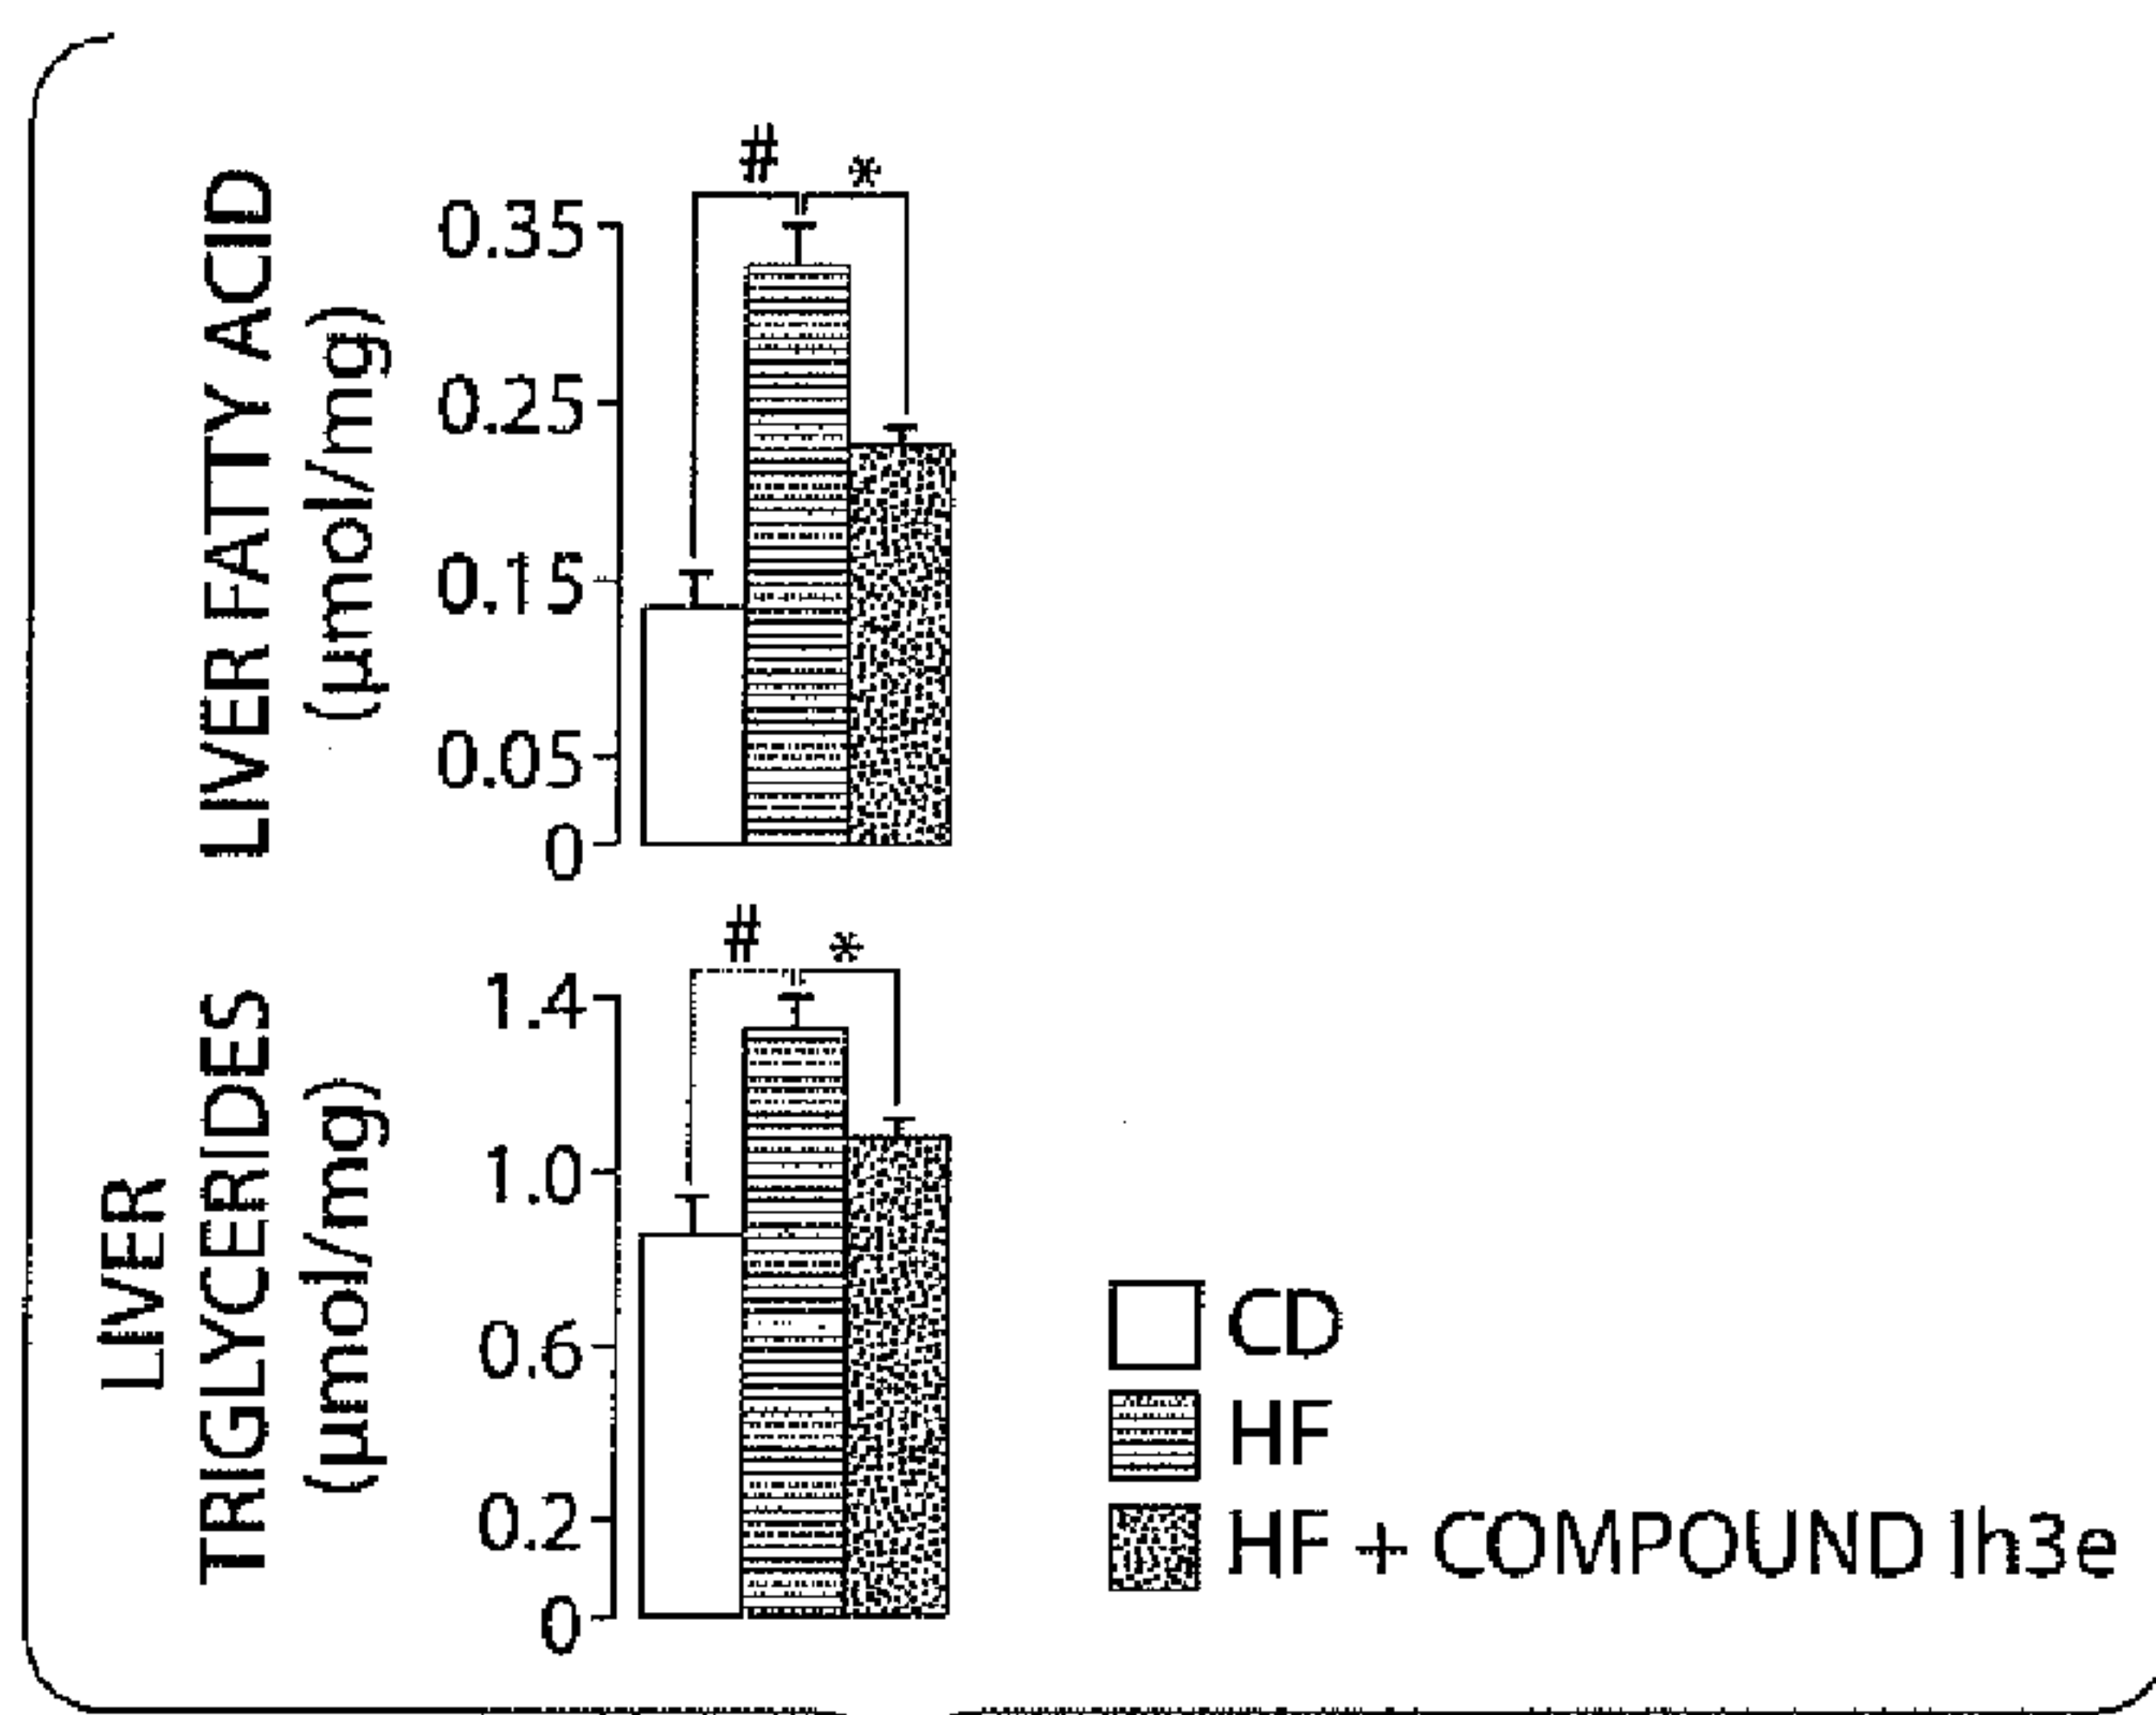 LIVER FATTY ACID
(µmol/mg)
# *
0.35
0.25
0.15
0.05
0
LIVER
TRIGLYCERIDES
(µmol/mg)
# *
1.4
1.0
0.6
0.2
0
CD
HF
HF + COMPOUND Ih3e